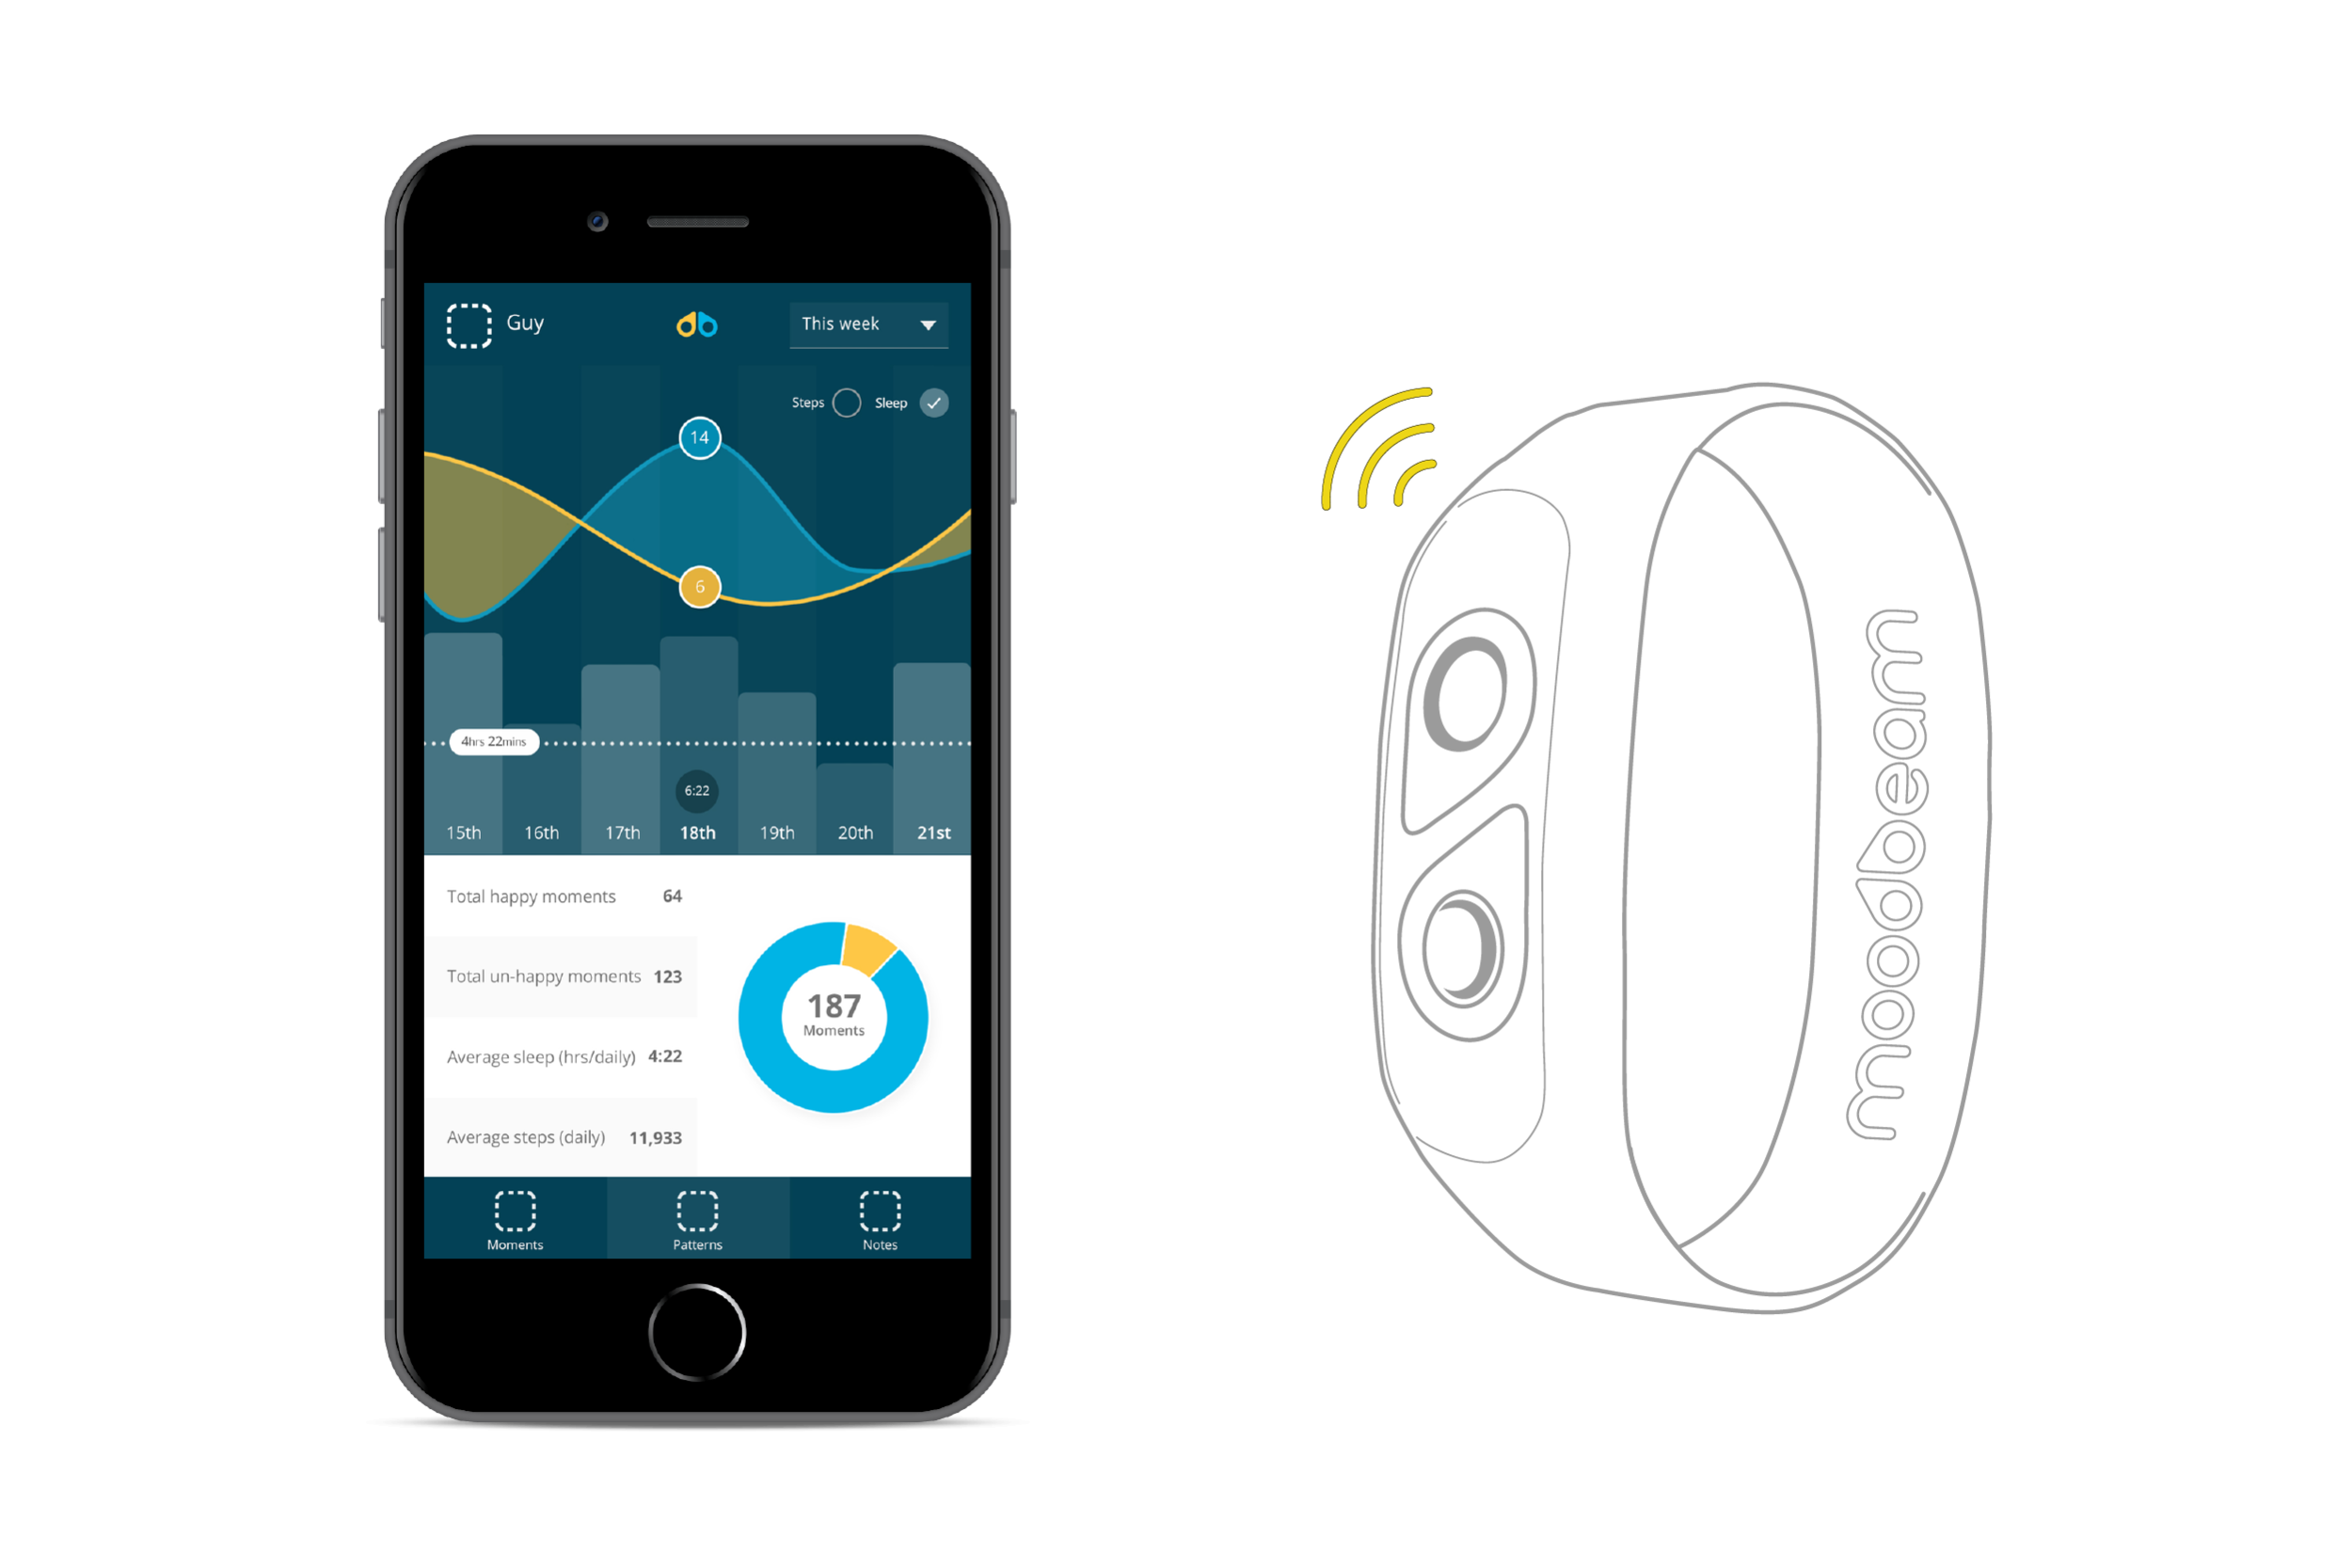 Guy
This week
Steps
Sleep
14
6
4hrs 22mins
6:22
15th 16th 17th 18th 19th 20th 21st
Total happy moments 64
Total un-happy moments 123
Average sleep (hrs/daily) 4:22
Average steps (daily) 11,933
187
Moments
Moments Patterns Notes
moodbeam